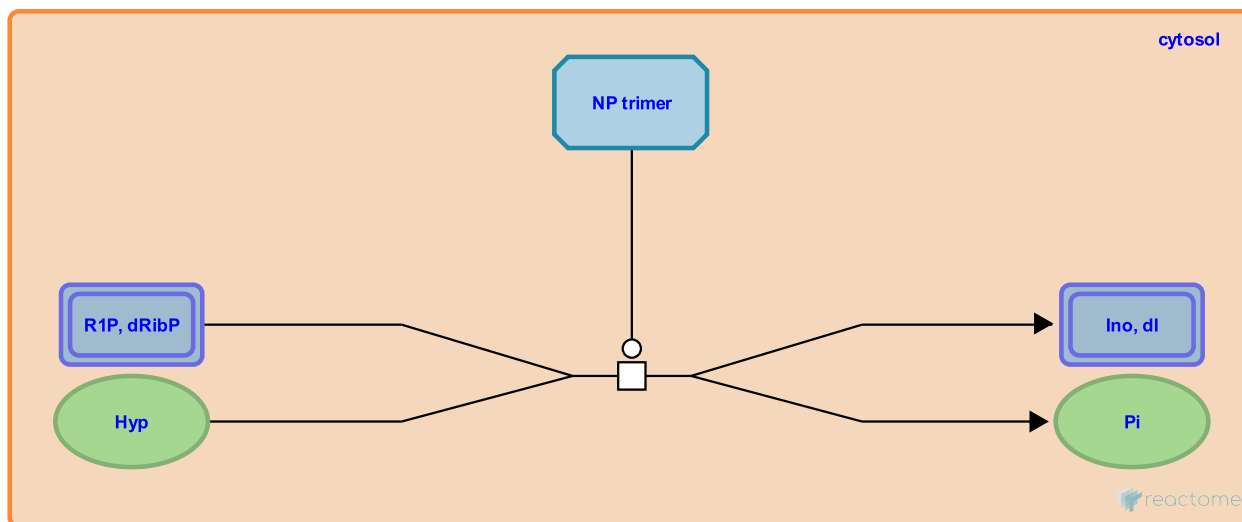 cytosol
NP trimer
R1P, dRibP
Ino, dI
Hyp
Pi
reactome